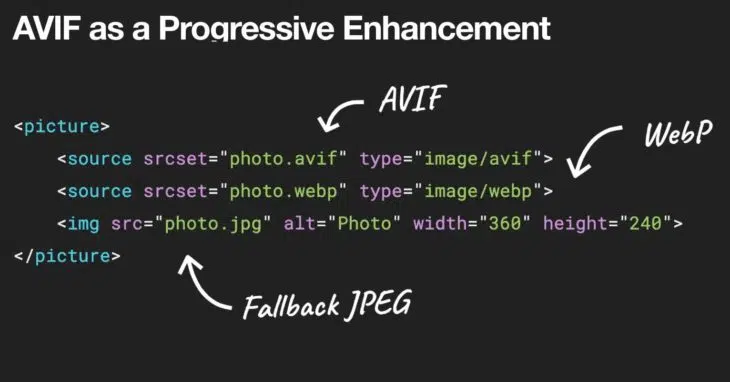 AVIF as a Progressive Enhancement
AVIF
WebP
<picture>
    <source srcset="photo.avif" type="image/avif">
    <source srcset="photo.webp" type="image/webp">
    <img src="photo.jpg" alt="Photo" width="360" height="240">
</picture>
Fallback JPEG